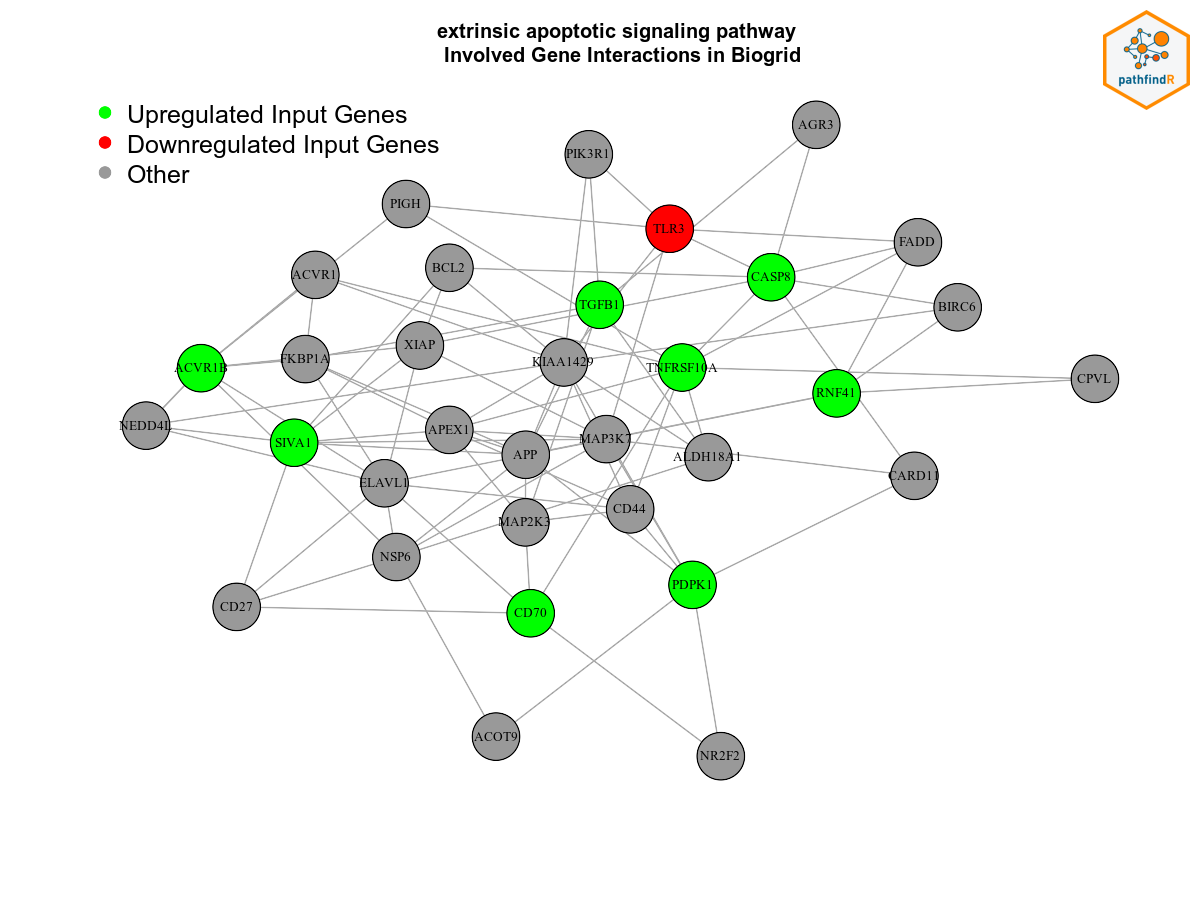 extrinsic apoptotic signaling pathway
Involved Gene Interactions in Biogrid
pathfindR
Upregulated Input Genes
Downregulated Input Genes
Other
AGR3
PIK3R1
PIGH
TLR3
FADD
ACVR1
BCL2
CASP8
TGFB1
BIRC6
XIAP
FKBP1A
KIAA1429
ACVR1B
TNFRSF10A
CPVL
RNF41
NEDD4L
APEX1
SIVA1
MAP3K7
APP
ALDH18A1
CARD11
ELAVL1
CD44
MAP2K3
NSP6
PDPK1
CD27
CD70
ACOT9
NR2F2